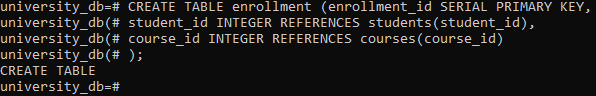 university_db=# CREATE TABLE enrollment (enrollment_id SERIAL PRIMARY KEY,
university_db(# student_id INTEGER REFERENCES students(student_id),
university_db(# course_id INTEGER REFERENCES courses(course_id)
university_db(# );
CREATE TABLE
university_db=#